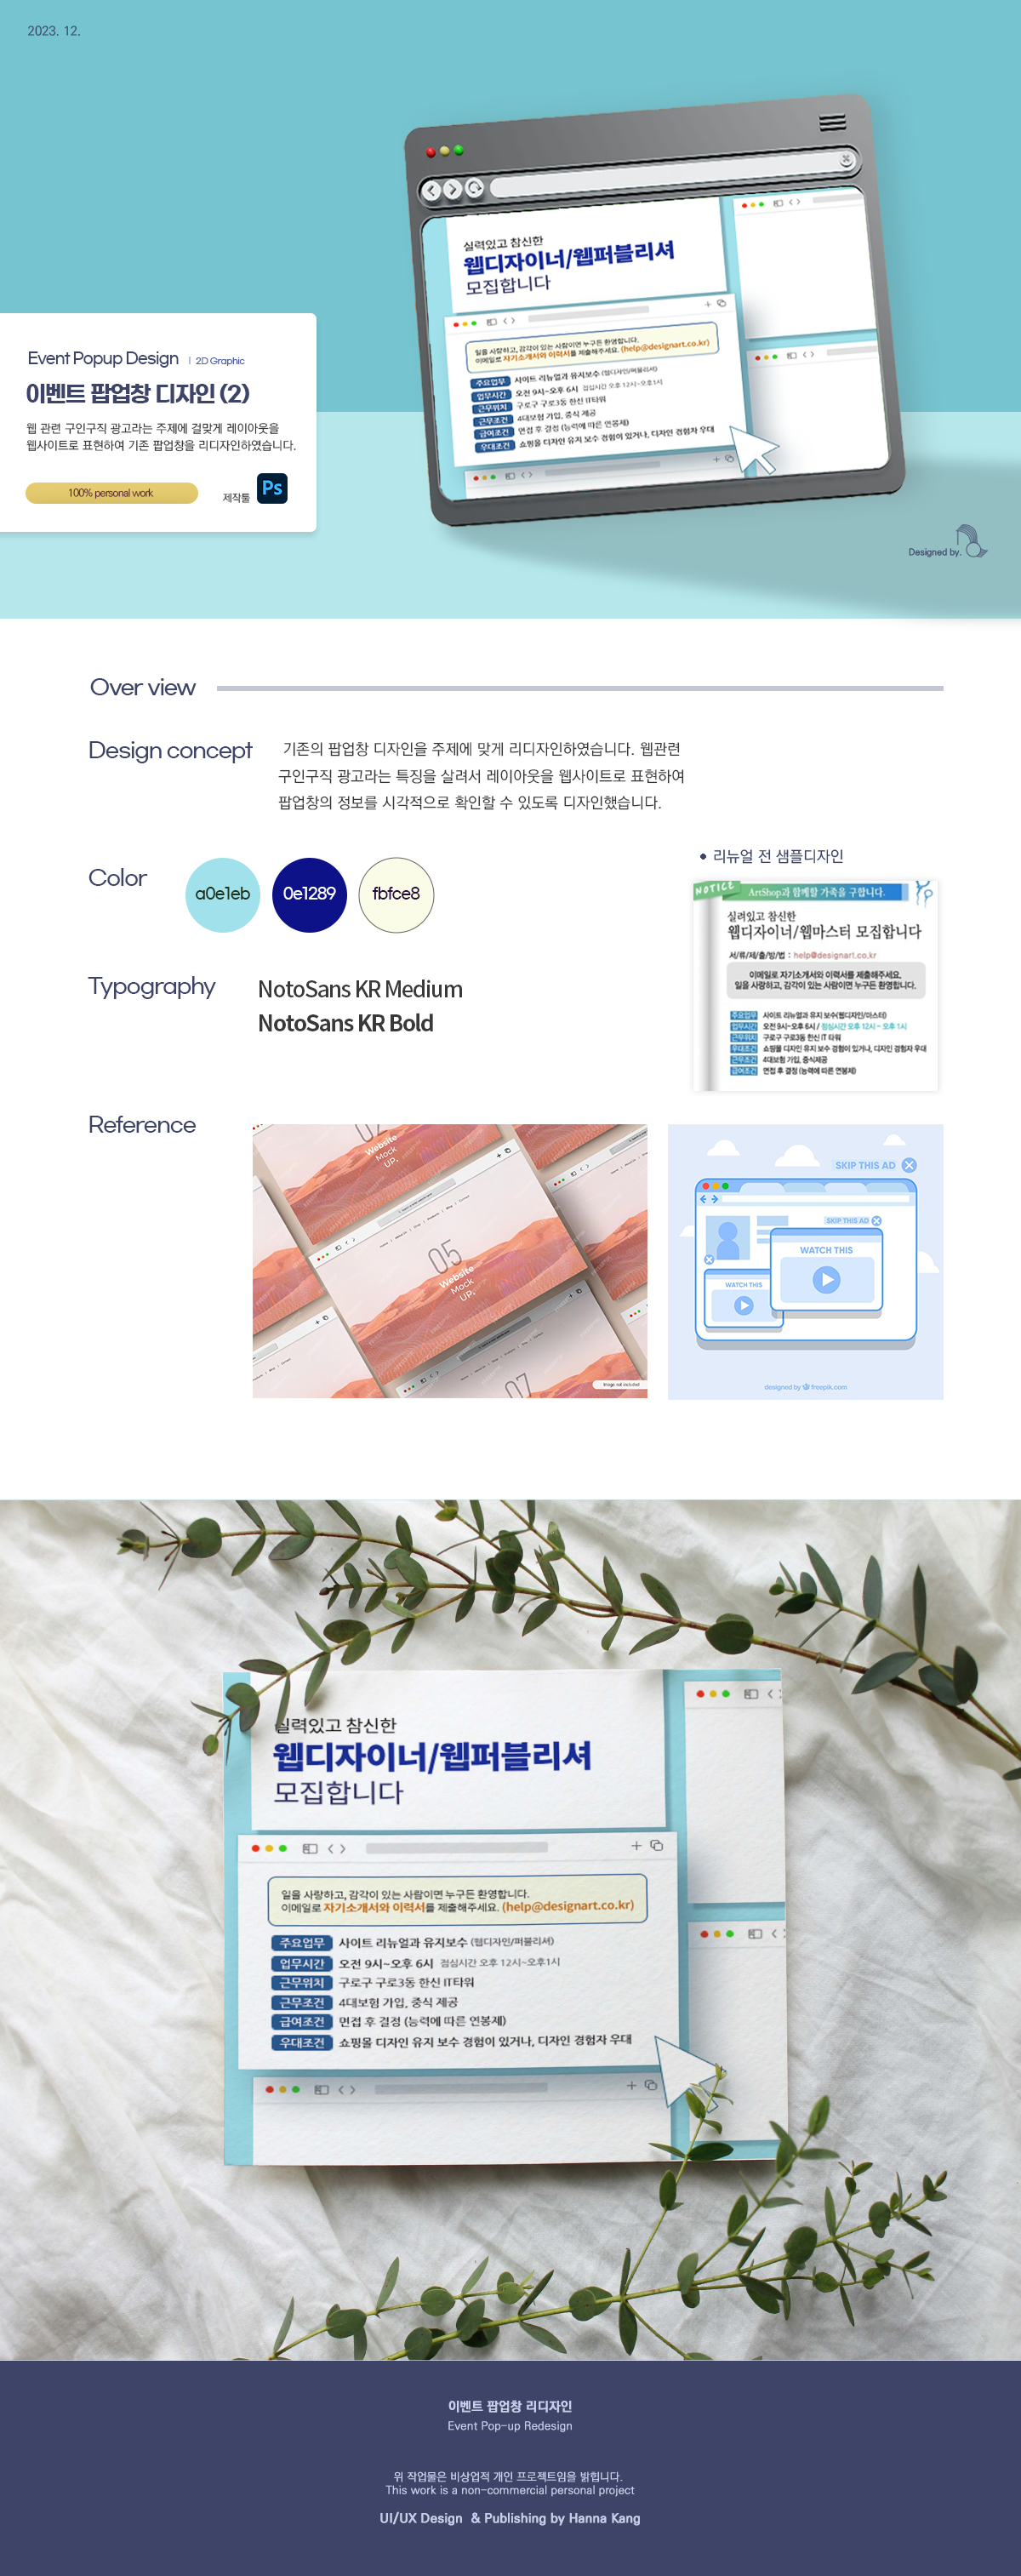 2023. 12.
실력있고 참신한
웹디자이너/웹퍼블리셔
모집합니다
일을 사랑하고, 감각이 있는 사람이면 누구든 환영합니다.
이메일로 자기소개서와 이력서를 제출해주세요. (help@designart.co.kr)
주요업무 사이트 리뉴얼과 유지보수 (웹디자인/퍼블리셔)
업무시간 오전 9시~오후 6시 점심시간 오후 12시~오후1시
근무위치 구로구 구로3동 한신 IT타워
근무조건 4대보험 가입, 중식 제공
급여조건 면접 후 결정 (능력에 따른 연봉제)
우대조건 쇼핑몰 디자인 유지 보수 경험이 있거나, 디자인 경험자 우대
Event Popup Design | 2D Graphic
이벤트 팝업창 디자인 (2)
웹 관련 구인구직 광고라는 주제에 걸맞게 레이아웃을
웹사이트로 표현하여 기존 팝업창을 리디자인하였습니다.
100% personal work
제작툴 Ps
Designed by.
Over view
Design concept
기존의 팝업창 디자인을 주제에 맞게 리디자인하였습니다. 웹관련
구인구직 광고라는 특징을 살려서 레이아웃을 웹사이트로 표현하여
팝업창의 정보를 시각적으로 확인할 수 있도록 디자인했습니다.
Color
a0e1eb
0e1289
fbfce8
• 리뉴얼 전 샘플디자인
NOTICE
ArtShop과 함께할 가족을 구합니다.
실려있고 참신한
웹디자이너/웹마스터 모집합니다
서/류/제/출/방/법 : help@designart.co.kr
이메일로 자기소개서와 이력서를 제출해주세요.
일을 사랑하고, 감각이 있는 사람이면 누구든 환영합니다.
주요업무 사이트 리뉴얼과 유지 보수(웹디자인/마스터)
업무시간 오전 9시~오후 6시 / 점심시간 오후 12시 ~ 오후 1시
근무위치 구로구 구로3동 한신 IT 타워
우대조건 쇼핑몰 디자인 유지 보수 경험이 있거나, 디자인 경험자 우대
근무조건 4대보험 가입, 중식제공
급여조건 면접 후 결정 (능력에 따른 연봉제)
Typography
NotoSans KR Medium
NotoSans KR Bold
Reference
Website
Mock
UP.
05
Website
Mock
UP.
07
Image not included
SKIP THIS AD
SKIP THIS AD
WATCH THIS
WATCH THIS
designed by freepik.com
실력있고 참신한
웹디자이너/웹퍼블리셔
모집합니다
일을 사랑하고, 감각이 있는 사람이면 누구든 환영합니다.
이메일로 자기소개서와 이력서를 제출해주세요. (help@designart.co.kr)
주요업무 사이트 리뉴얼과 유지보수 (웹디자인/퍼블리셔)
업무시간 오전 9시~오후 6시 점심시간 오후 12시~오후1시
근무위치 구로구 구로3동 한신 IT타워
근무조건 4대보험 가입, 중식 제공
급여조건 면접 후 결정 (능력에 따른 연봉제)
우대조건 쇼핑몰 디자인 유지 보수 경험이 있거나, 디자인 경험자 우대
이벤트 팝업창 리디자인
Event Pop-up Redesign
위 작업물은 비상업적 개인 프로젝트임을 밝힙니다.
This work is a non-commercial personal project
UI/UX Design & Publishing by Hanna Kang